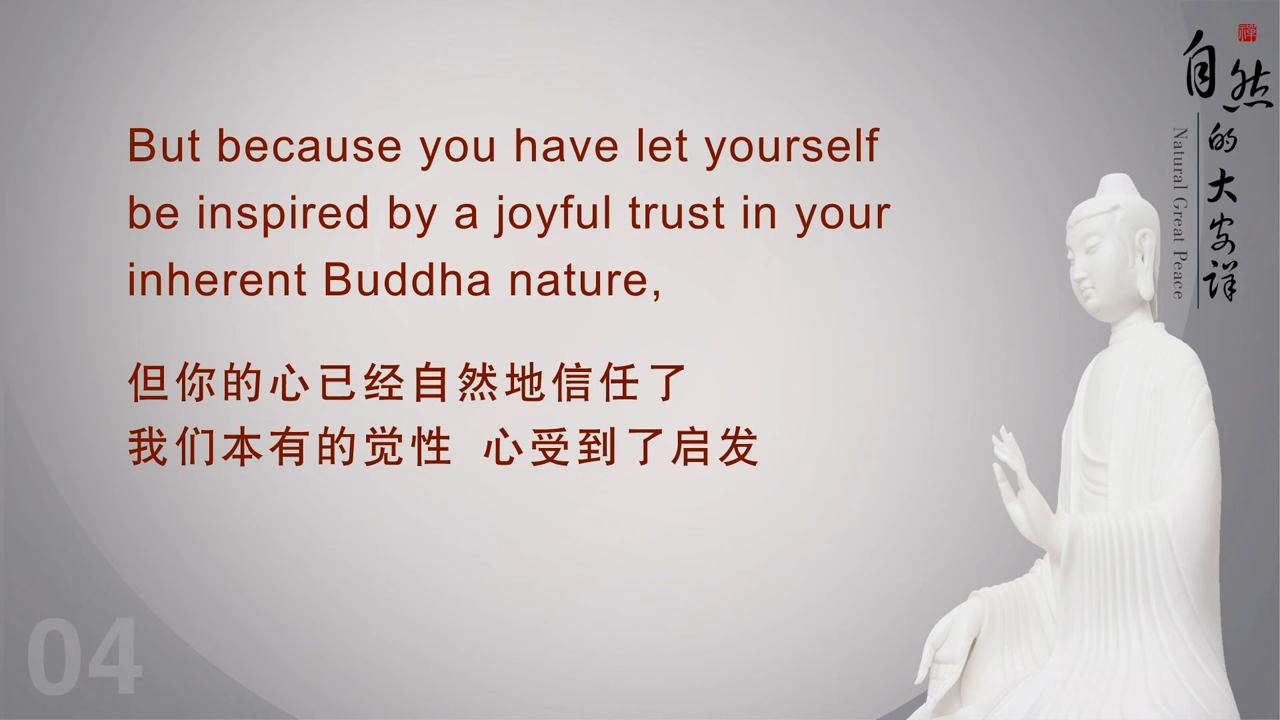 But because you have let yourself
be inspired by a joyful trust in your
inherent Buddha nature,
但你的心已经自然地信任了
我们本有的觉性 心受到了启发
04
禅
自然的大安详
Natural Great Peace